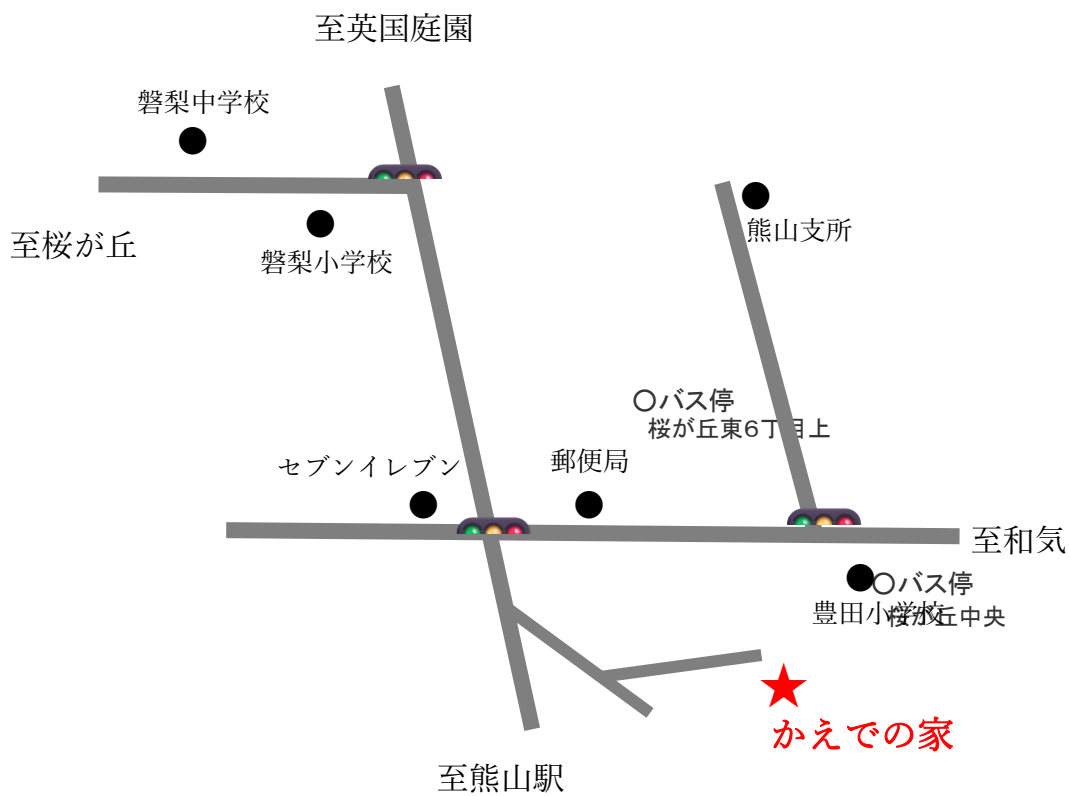 至英国庭園
磐梨中学校
至桜が丘
磐梨小学校
熊山支所
〇バス停
桜が丘東6丁目上
セブンイレブン
郵便局
至和気
〇バス停
桜が丘中央
豊田小学校
かえでの家
至熊山駅